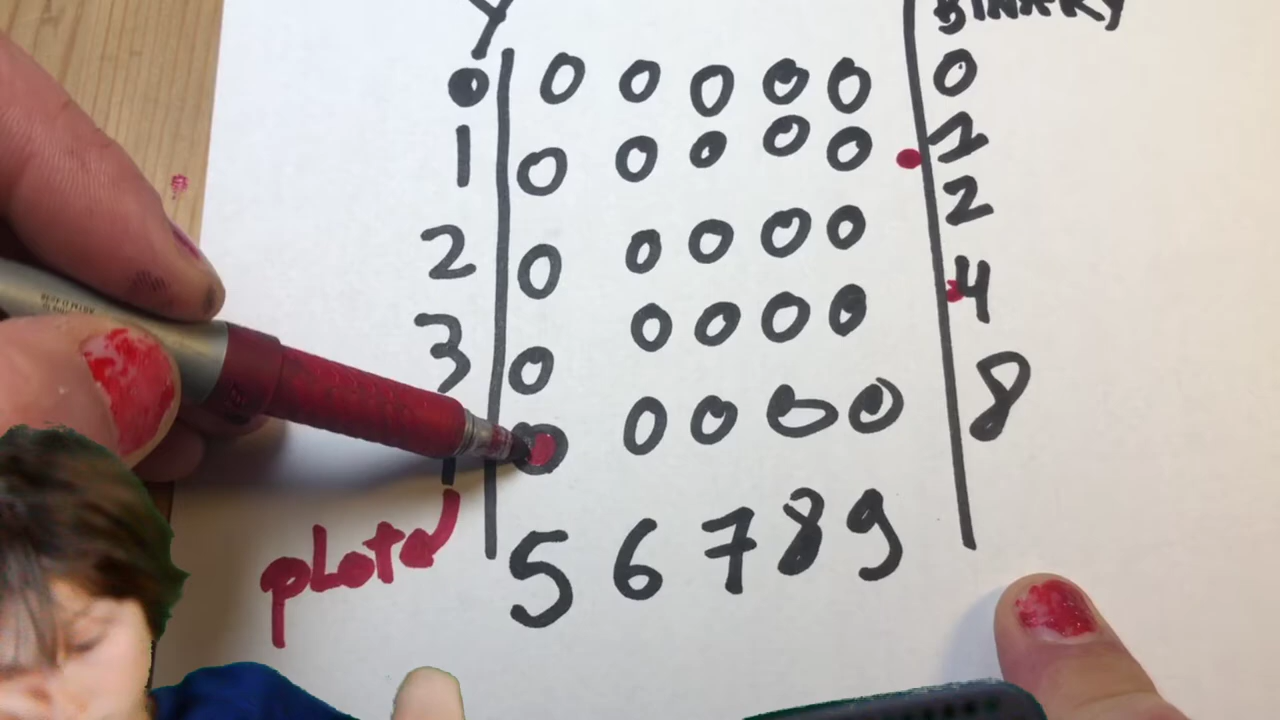 Y BINARY
0 0 0 0 0 0 0
1 0 0 0 0 0 1
2 0 0 0 0 0 2
3 0 0 0 0 0 4
0 0 0 0 0 8
plot
5 6 7 8 9